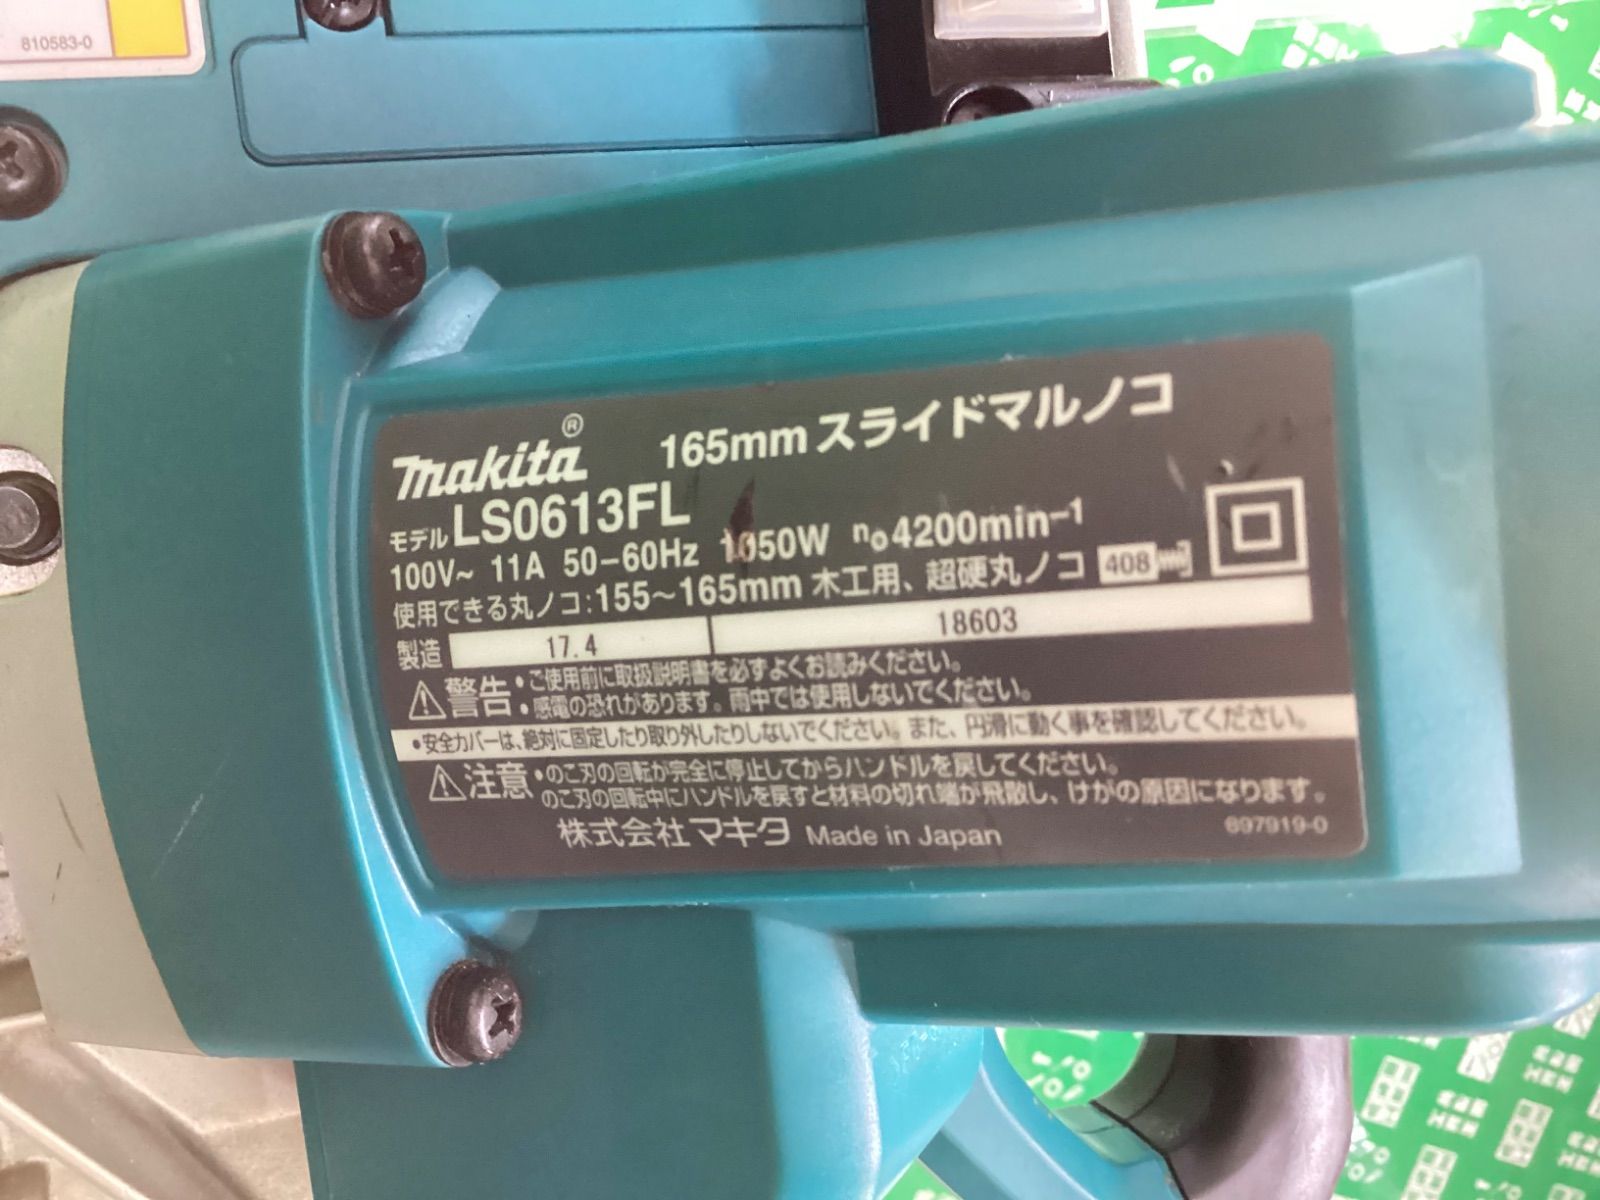 810583-0
makita® 165mmスライドマルノコ
モデル LS0613FL
100V~ 11A 50-60Hz 1050W n₀4200min⁻¹
使用できる丸ノコ:155~165mm 木工用、超硬丸ノコ 408
製造 17.4 18603
⚠警告 •ご使用前に取扱説明書を必ずよくお読みください。
•感電の恐れがあります。雨中では使用しないでください。
•安全カバーは、絶対に固定したり取り外したりしないでください。また、円滑に動く事を確認してください。
⚠注意 •のこ刃の回転が完全に停止してからハンドルを戻してください。
のこ刃の回転中にハンドルを戻すと材料の切れ端が飛散し、けがの原因になります。
株式会社マキタ Made in Japan 897919-0